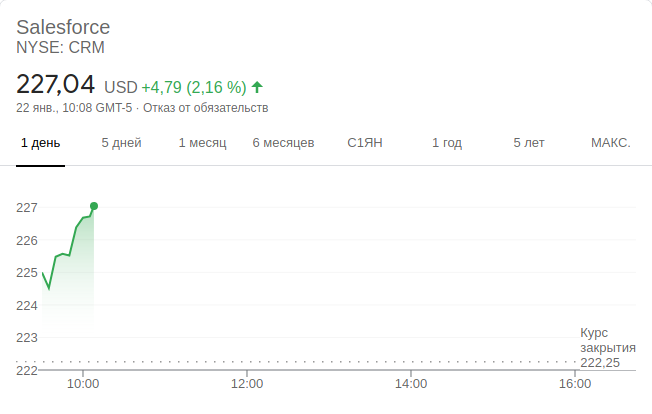 Salesforce
NYSE: CRM
227,04 USD +4,79 (2,16 %)
22 янв., 10:08 GMT-5 · Отказ от обязательств
1 день 5 дней 1 месяц 6 месяцев С1ЯН 1 год 5 лет МАКС.
227
226
225
224
223
222
Курс
закрытия
222,25
10:00 12:00 14:00 16:00